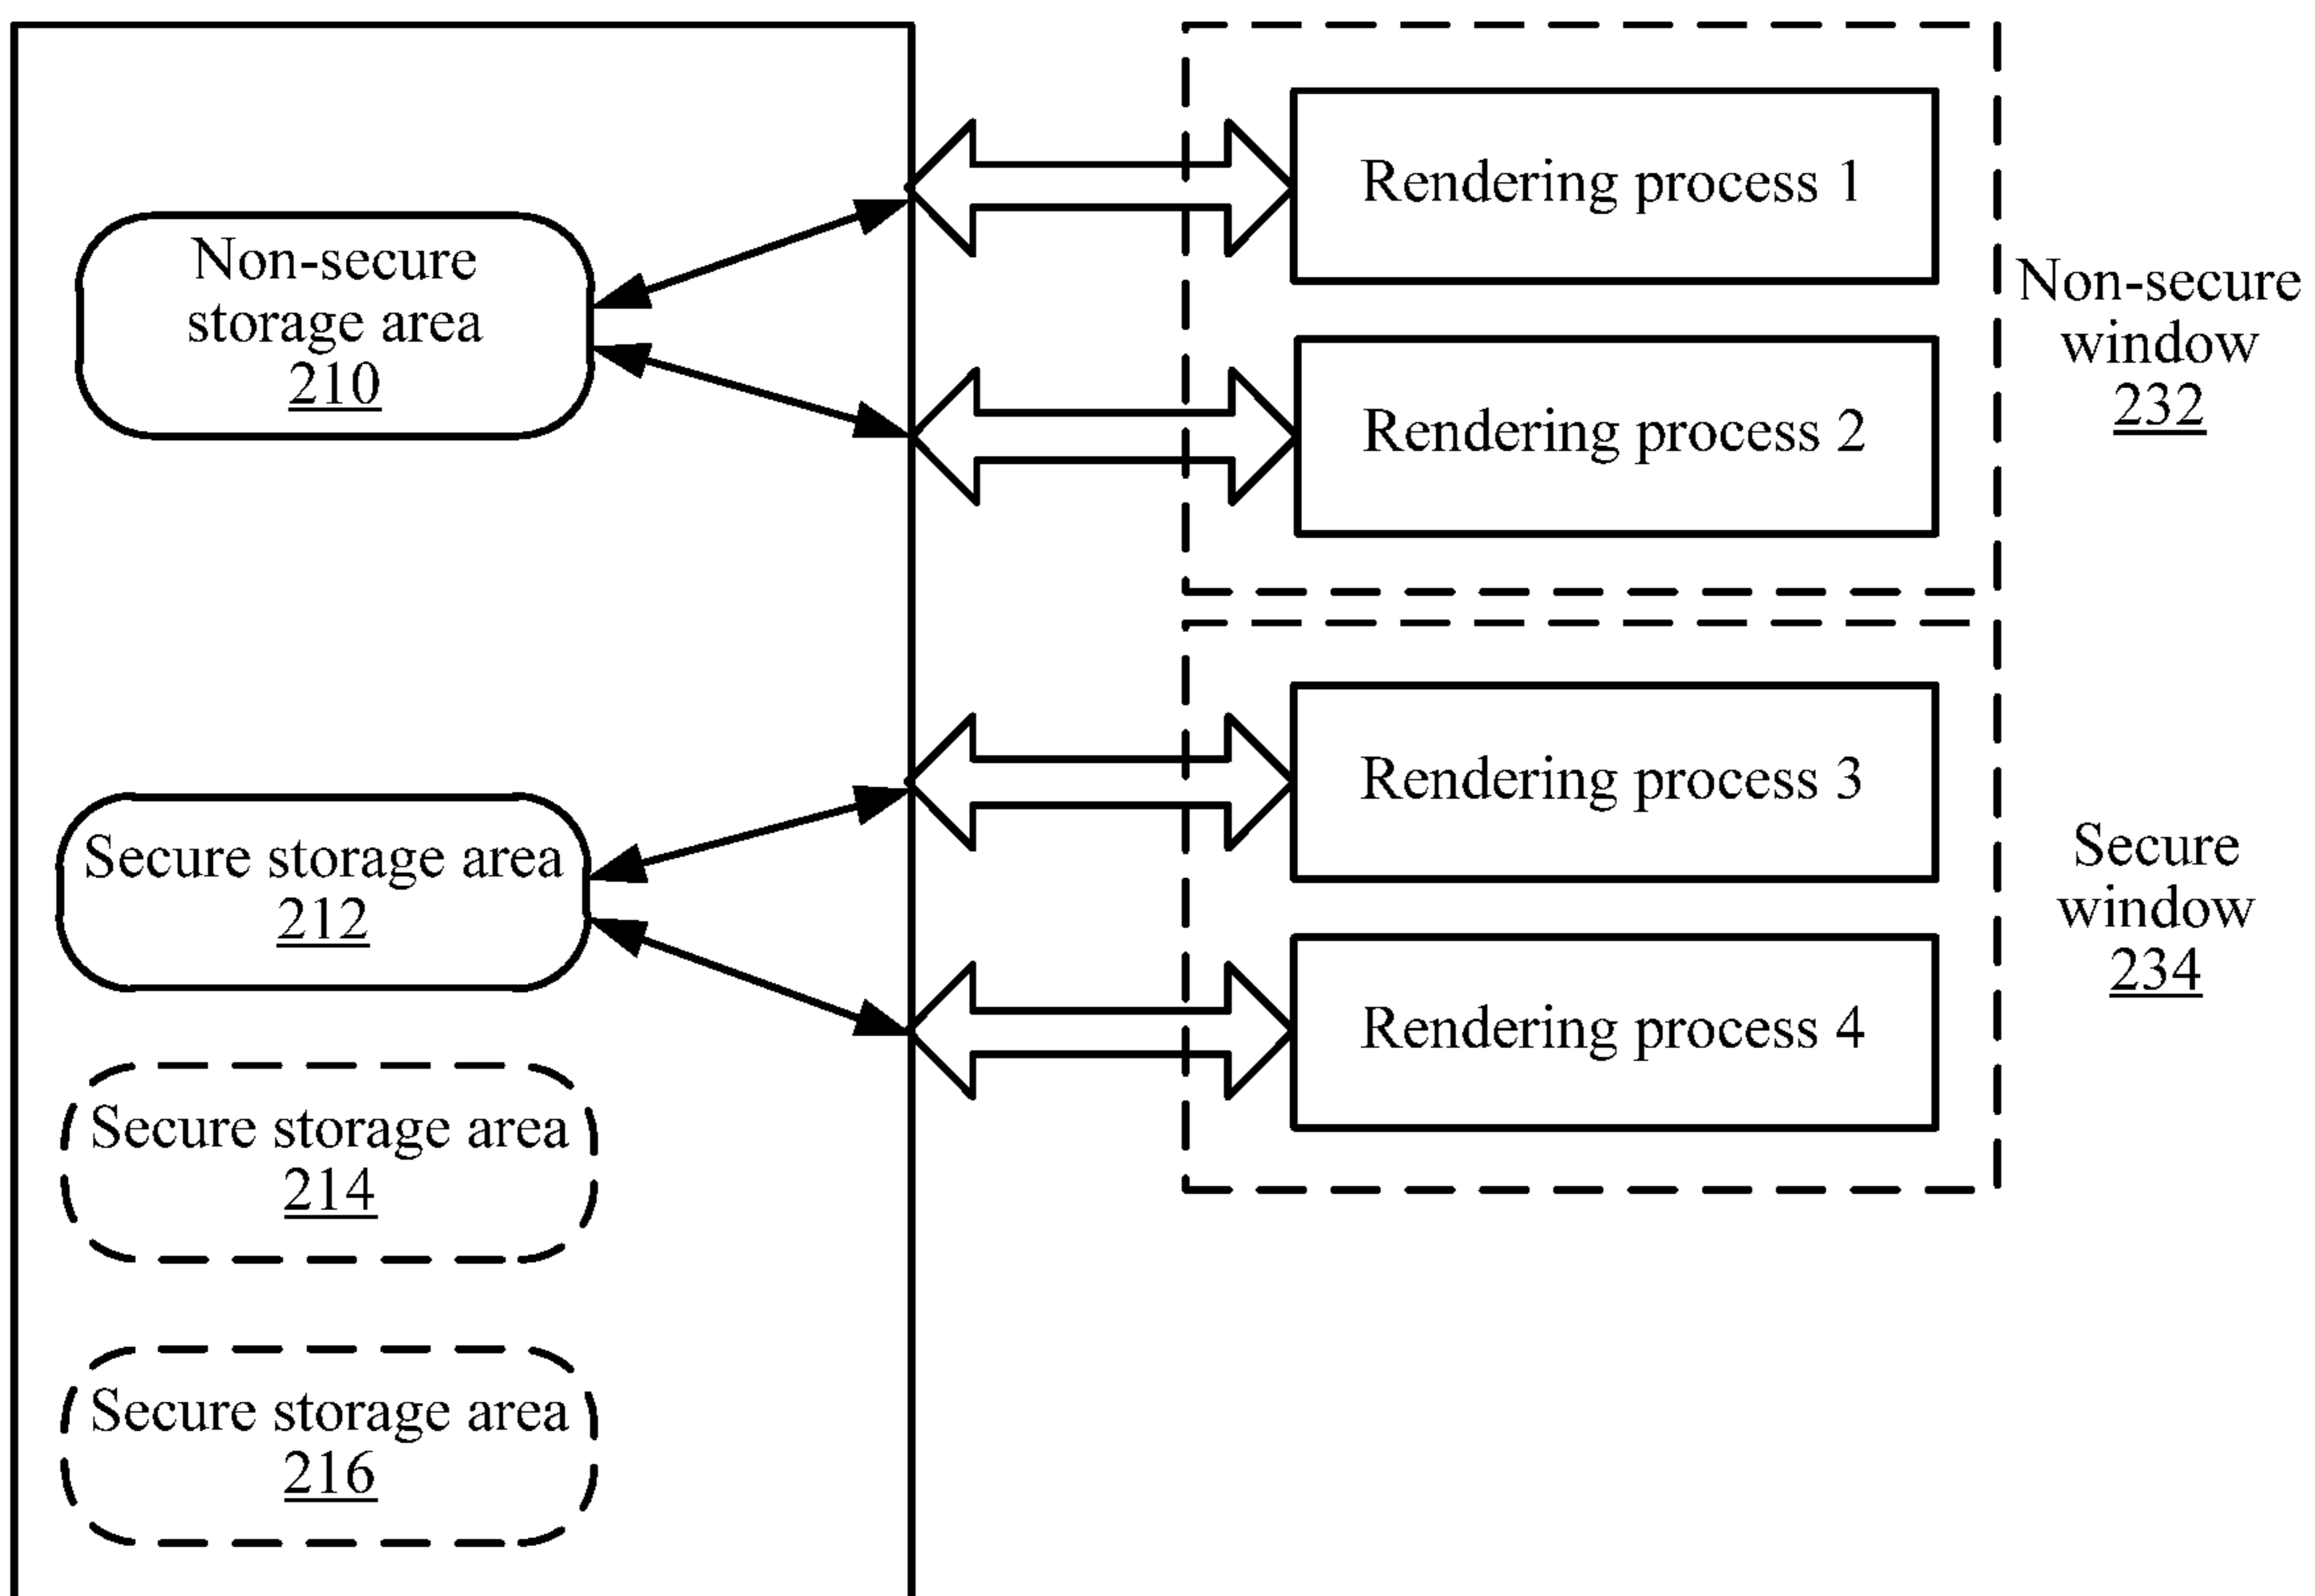 Non-secure
storage area
210
Secure storage area
212
Secure storage area
214
Secure storage area
216
Rendering process 1
Rendering process 2
Non-secure
window
232
Rendering process 3
Rendering process 4
Secure
window
234